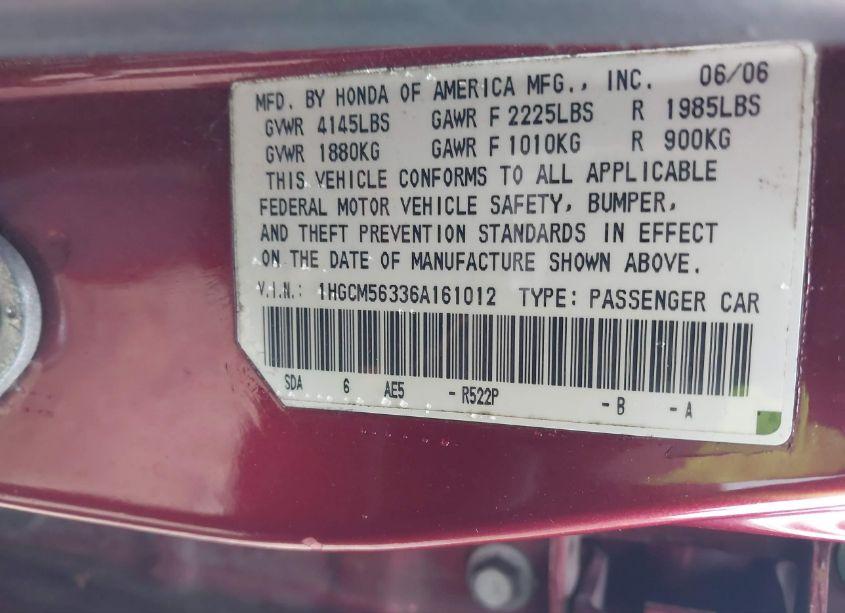 MFD. BY HONDA OF AMERICA MFG., INC. 06/06
GVWR 4145LBS GAWR F 2225LBS R 1985LBS
GVWR 1880KG GAWR F 1010KG R 900KG
THIS VEHICLE CONFORMS TO ALL APPLICABLE
FEDERAL MOTOR VEHICLE SAFETY, BUMPER,
AND THEFT PREVENTION STANDARDS IN EFFECT
ON THE DATE OF MANUFACTURE SHOWN ABOVE.
V.I.N.: 1HGCM56336A161012 TYPE: PASSENGER CAR
SDA 6 AE5 - R522P - B - A